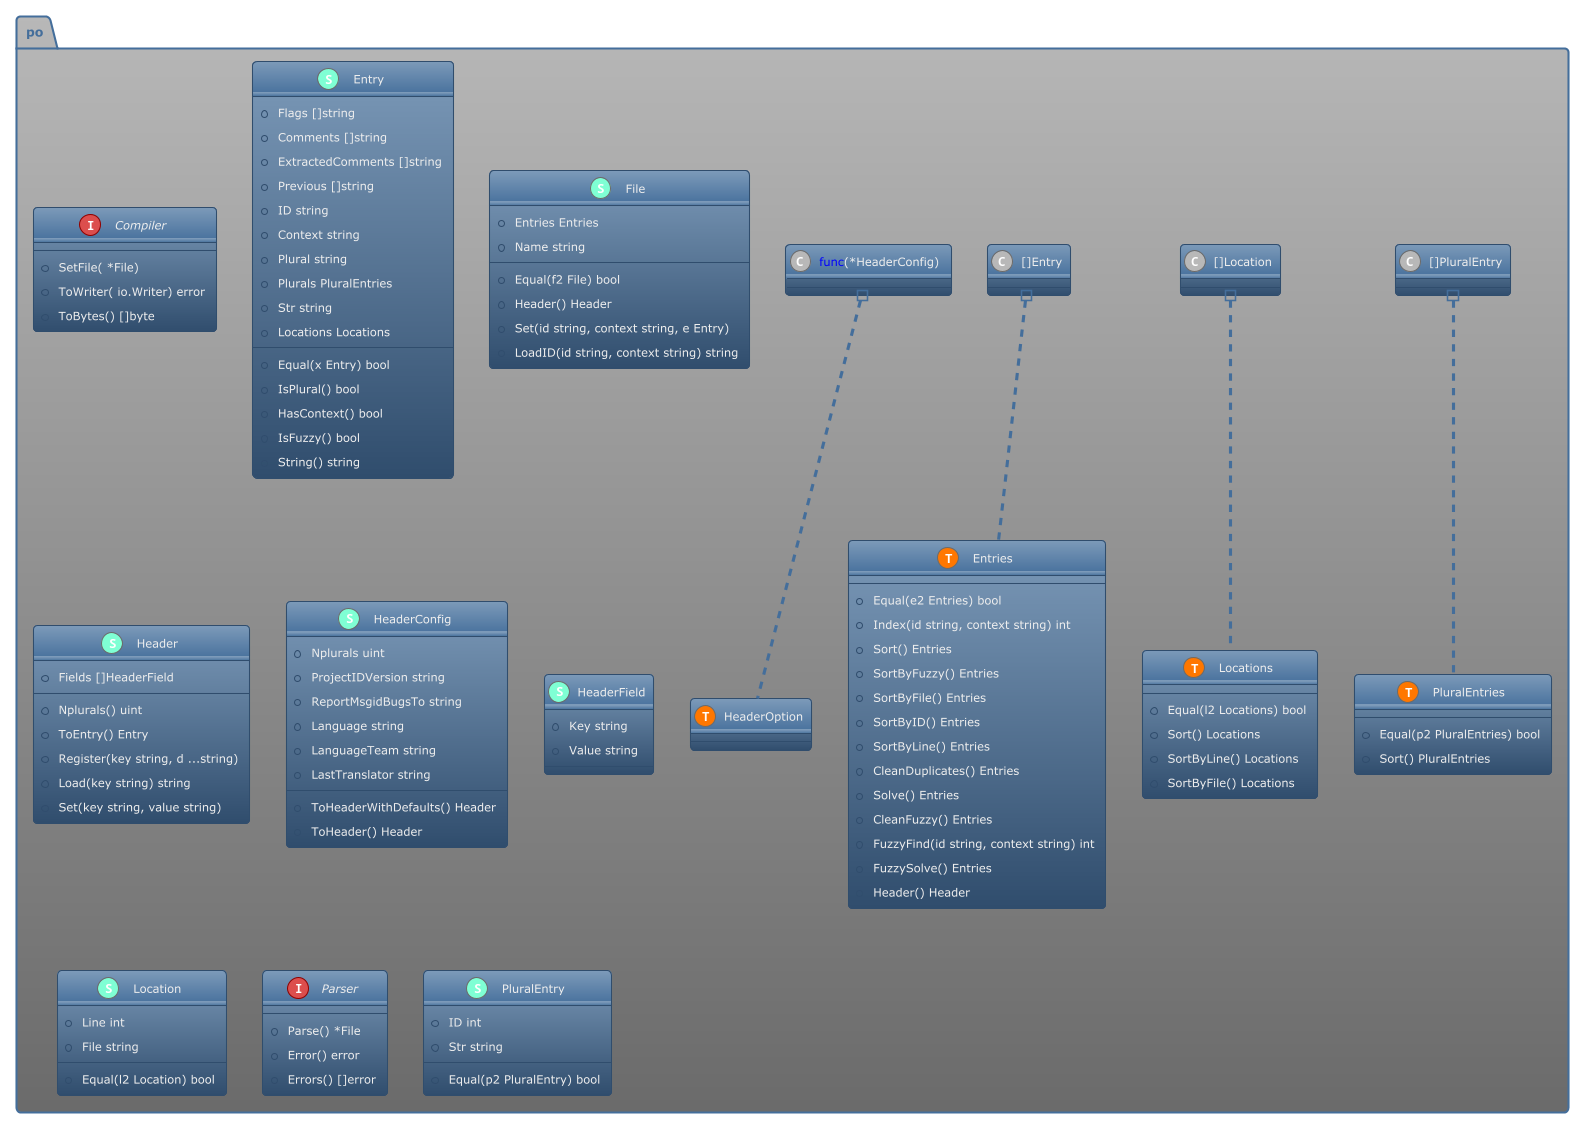 po
S Entry
Flags []string
Comments []string
ExtractedComments []string
Previous []string
ID string
Context string
Plural string
Plurals PluralEntries
Str string
Locations Locations
Equal(x Entry) bool
IsPlural() bool
HasContext() bool
IsFuzzy() bool
String() string
S File
Entries Entries
Name string
Equal(f2 File) bool
Header() Header
Set(id string, context string, e Entry)
LoadID(id string, context string) string
I Compiler
SetFile( *File)
ToWriter( io.Writer) error
ToBytes() []byte
C func(*HeaderConfig)
C []Entry
C []Location
C []PluralEntry
S Header
Fields []HeaderField
Nplurals() uint
ToEntry() Entry
Register(key string, d ...string)
Load(key string) string
Set(key string, value string)
S HeaderConfig
Nplurals uint
ProjectIDVersion string
ReportMsgidBugsTo string
Language string
LanguageTeam string
LastTranslator string
ToHeaderWithDefaults() Header
ToHeader() Header
S HeaderField
Key string
Value string
T HeaderOption
T Entries
Equal(e2 Entries) bool
Index(id string, context string) int
Sort() Entries
SortByFuzzy() Entries
SortByFile() Entries
SortByID() Entries
SortByLine() Entries
CleanDuplicates() Entries
Solve() Entries
CleanFuzzy() Entries
FuzzyFind(id string, context string) int
FuzzySolve() Entries
Header() Header
T Locations
Equal(l2 Locations) bool
Sort() Locations
SortByLine() Locations
SortByFile() Locations
T PluralEntries
Equal(p2 PluralEntries) bool
Sort() PluralEntries
S Location
Line int
File string
Equal(l2 Location) bool
I Parser
Parse() *File
Error() error
Errors() []error
S PluralEntry
ID int
Str string
Equal(p2 PluralEntry) bool